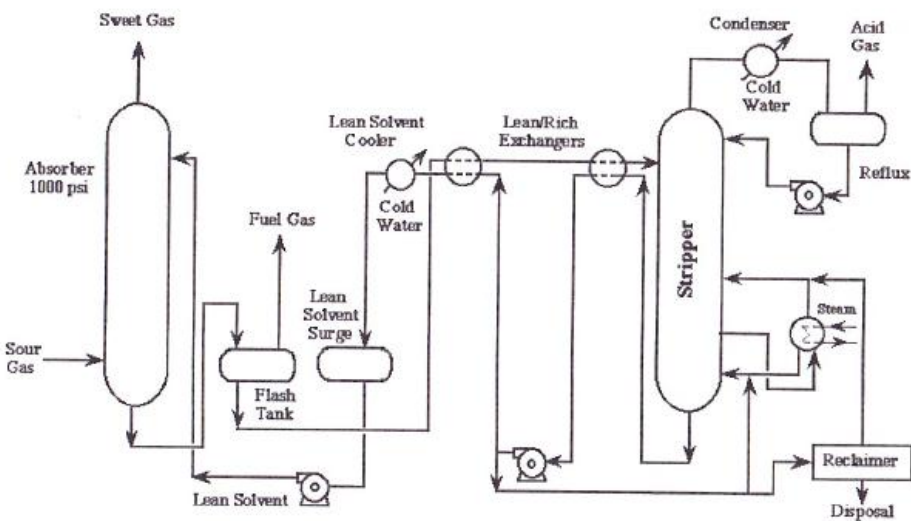 Sweet Gas
Condenser
Acid
Gas
Cold
Water
Lean Solvent
Cooler
Lean/Rich
Exchangers
Absorber
1000 psi
Reflux
Cold
Water
Fuel Gas
Stripper
Lean
Solvent
Surge
Steam
Sour
Gas
Flash
Tank
Reclaimer
Lean Solvent
Disposal